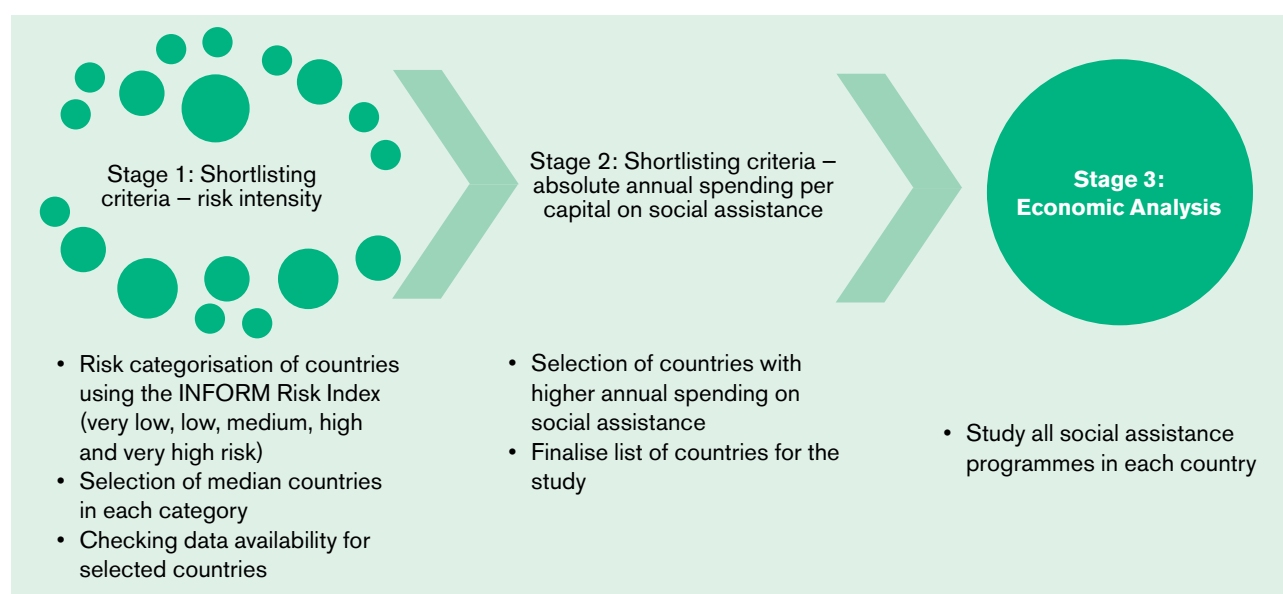 Stage 1: Shortlisting
criteria – risk intensity
Stage 2: Shortlisting criteria –
absolute annual spending per
capital on social assistance
Stage 3:
Economic Analysis
• Risk categorisation of countries
using the INFORM Risk Index
(very low, low, medium, high
and very high risk)
• Selection of median countries
in each category
• Checking data availability for
selected countries
• Selection of countries with
higher annual spending on
social assistance
• Finalise list of countries for the
study
• Study all social assistance
programmes in each country